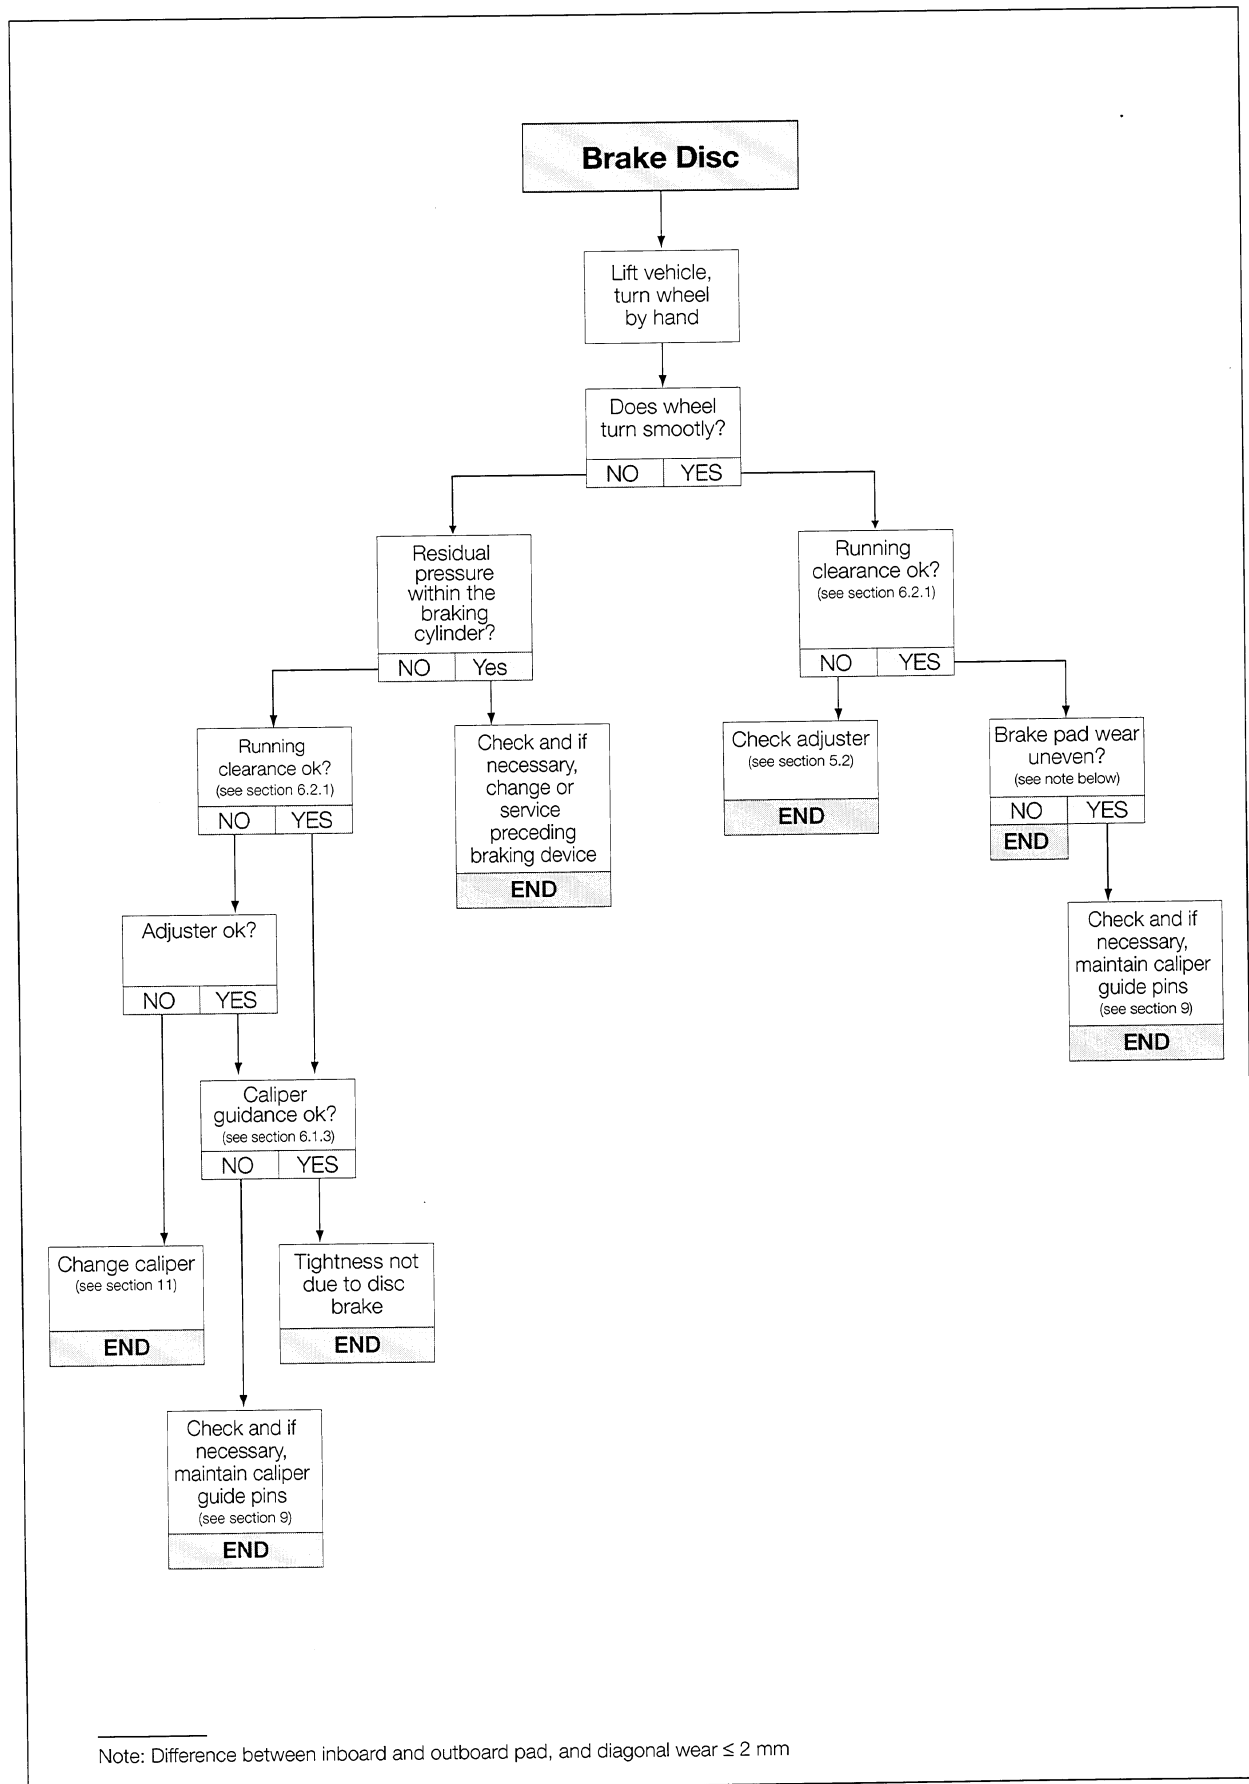 Brake Disc
Lift vehicle,
turn wheel
by hand
Does wheel
turn smootly?
NO YES
Residual
pressure
within the
braking
cylinder?
NO Yes
Running
clearance ok?
(see section 6.2.1)
NO YES
Running
clearance ok?
(see section 6.2.1)
NO YES
Check and if
necessary,
change or
service
preceding
braking device
END
Check adjuster
(see section 5.2)
END
Brake pad wear
uneven?
(see note below)
NO YES
END
Adjuster ok?
NO YES
Check and if
necessary,
maintain caliper
guide pins
(see section 9)
END
Caliper
guidance ok?
(see section 6.1.3)
NO YES
Change caliper
(see section 11)
END
Tightness not
due to disc
brake
END
Check and if
necessary,
maintain caliper
guide pins
(see section 9)
END
Note: Difference between inboard and outboard pad, and diagonal wear ≤ 2 mm